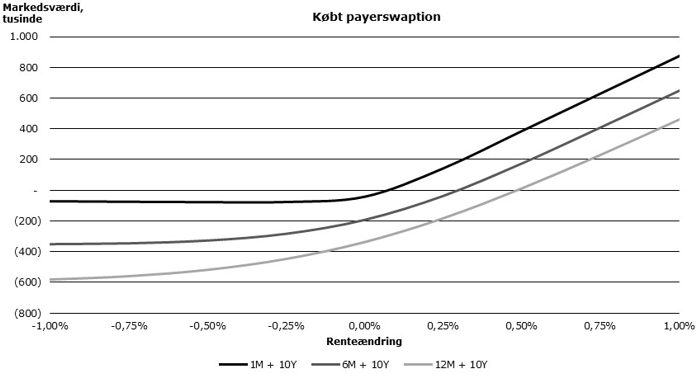 Markedsværdi,
tusinde
Købt payerswaption
1.000
800
600
400
200
-
(200)
(400)
(600)
(800)
-1,00% -0,75% -0,50% -0,25% 0,00% 0,25% 0,50% 0,75% 1,00%
Renteændring
1M + 10Y 6M + 10Y 12M + 10Y